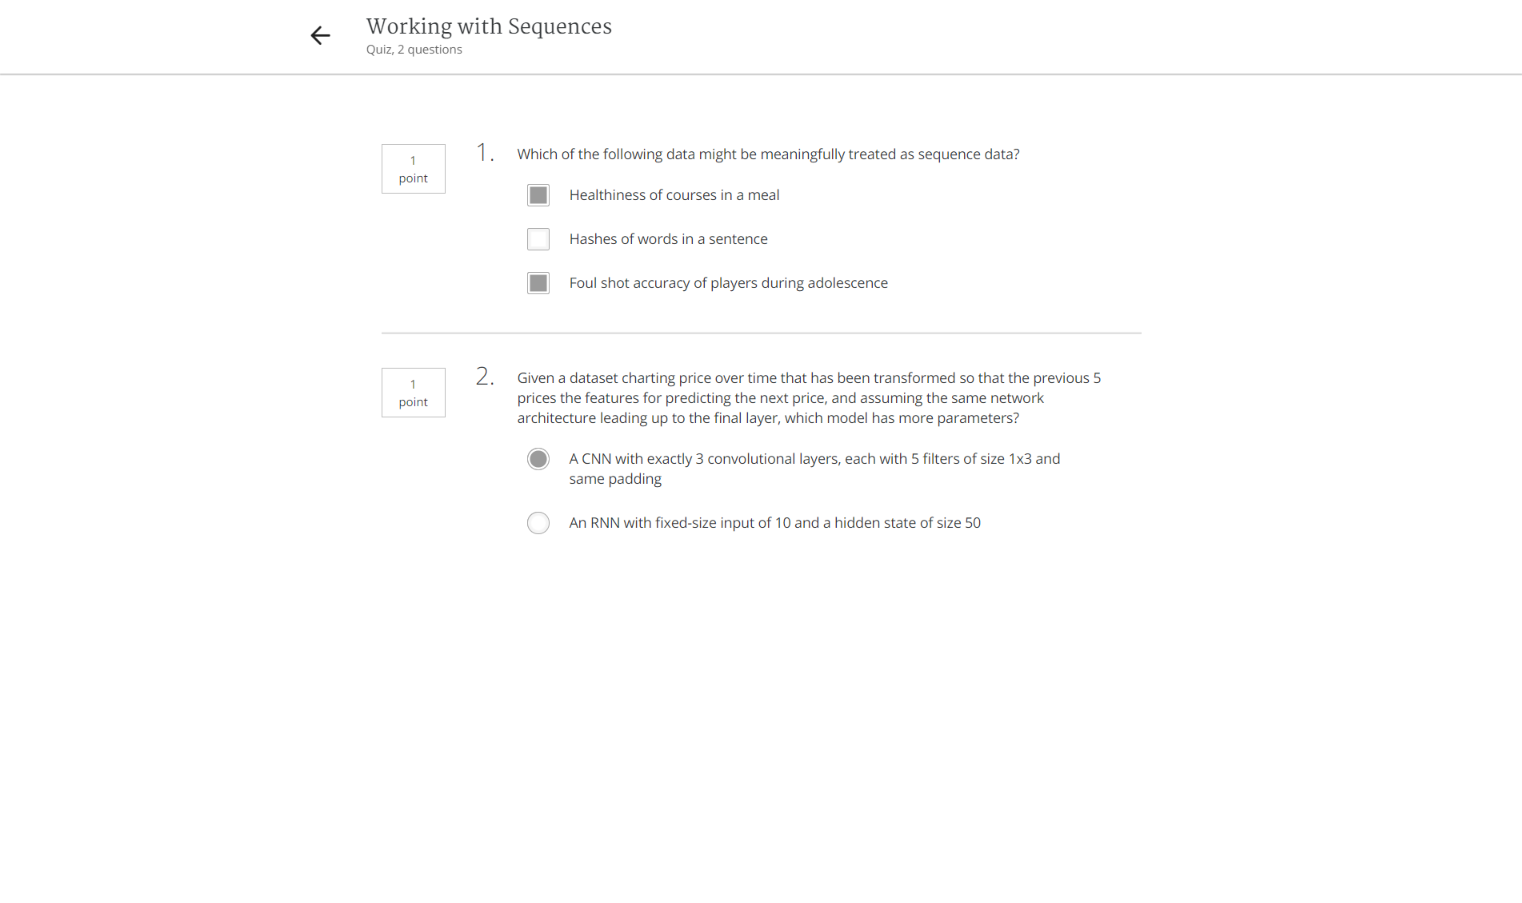 Working with Sequences
Quiz, 2 questions
1
point
1.
Which of the following data might be meaningfully treated as sequence data?
Healthiness of courses in a meal
Hashes of words in a sentence
Foul shot accuracy of players during adolescence
1
point
2.
Given a dataset charting price over time that has been transformed so that the previous 5
prices the features for predicting the next price, and assuming the same network
architecture leading up to the final layer, which model has more parameters?
A CNN with exactly 3 convolutional layers, each with 5 filters of size 1x3 and
same padding
An RNN with fixed-size input of 10 and a hidden state of size 50